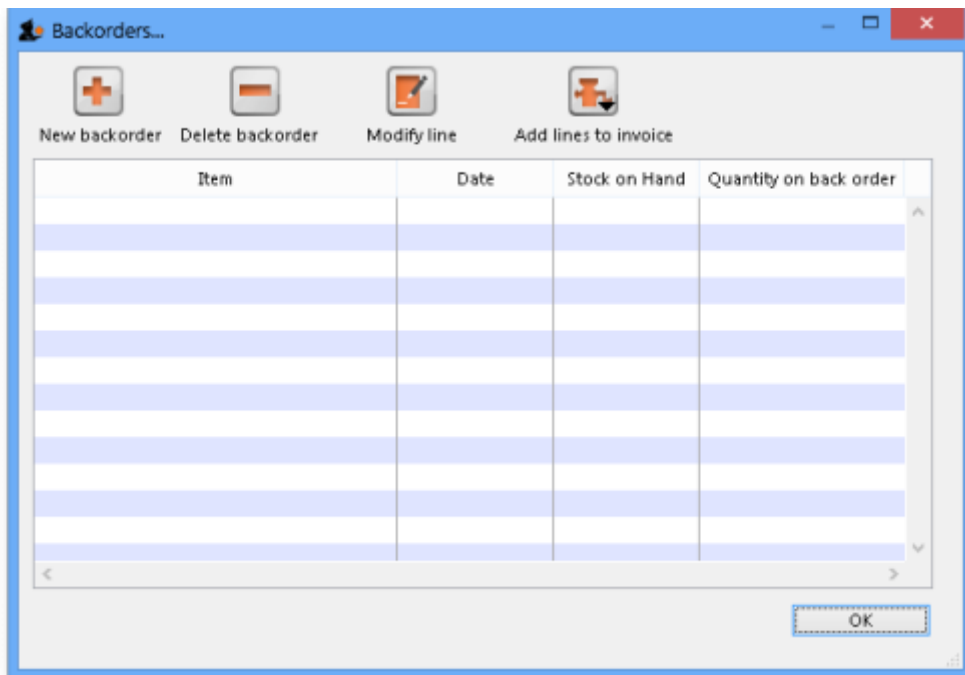 Backorders...
New backorder Delete backorder Modify line Add lines to invoice
Item Date Stock on Hand Quantity on back order
OK